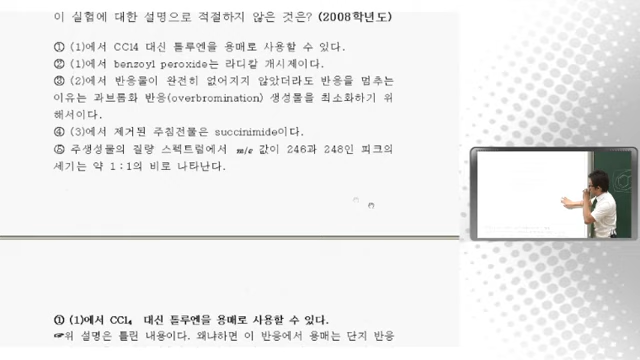 이 실험에 대한 설명으로 적절하지 않은 것은? (2008학년도)
① (1)에서 CCl4 대신 톨루엔을 용매로 사용할 수 있다.
② (1)에서 benzoyl peroxide는 라디칼 개시제이다.
③ (2)에서 반응물이 완전히 없어지지 않았더라도 반응을 멈추는
이유는 과브롬화 반응(overbromination) 생성물을 최소화하기 위
해서이다.
④ (3)에서 제거된 주침전물은 succinimide이다.
⑤ 주생성물의 질량 스펙트럼에서 m/e 값이 246과 248인 피크의
세기는 약 1 : 1의 비로 나타난다.
① (1)에서 CCl₄ 대신 톨루엔을 용매로 사용할 수 있다.
☞위 설명은 틀린 내용이다. 왜냐하면 이 반응에서 용매는 단지 반응